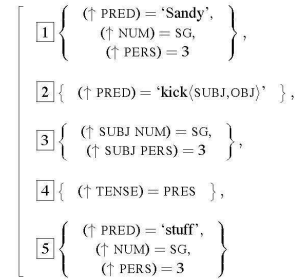 (↑ PRED) = ‘Sandy’,
1 { (↑ NUM) = SG, } ,
(↑ PERS) = 3
2 { (↑ PRED) = ‘kick⟨SUBJ,OBJ⟩’ } ,
3 { (↑ SUBJ NUM) = SG, } ,
(↑ SUBJ PERS) = 3
4 { (↑ TENSE) = PRES } ,
(↑ PRED) = ‘stuff’,
5 { (↑ NUM) = SG, }
(↑ PERS) = 3